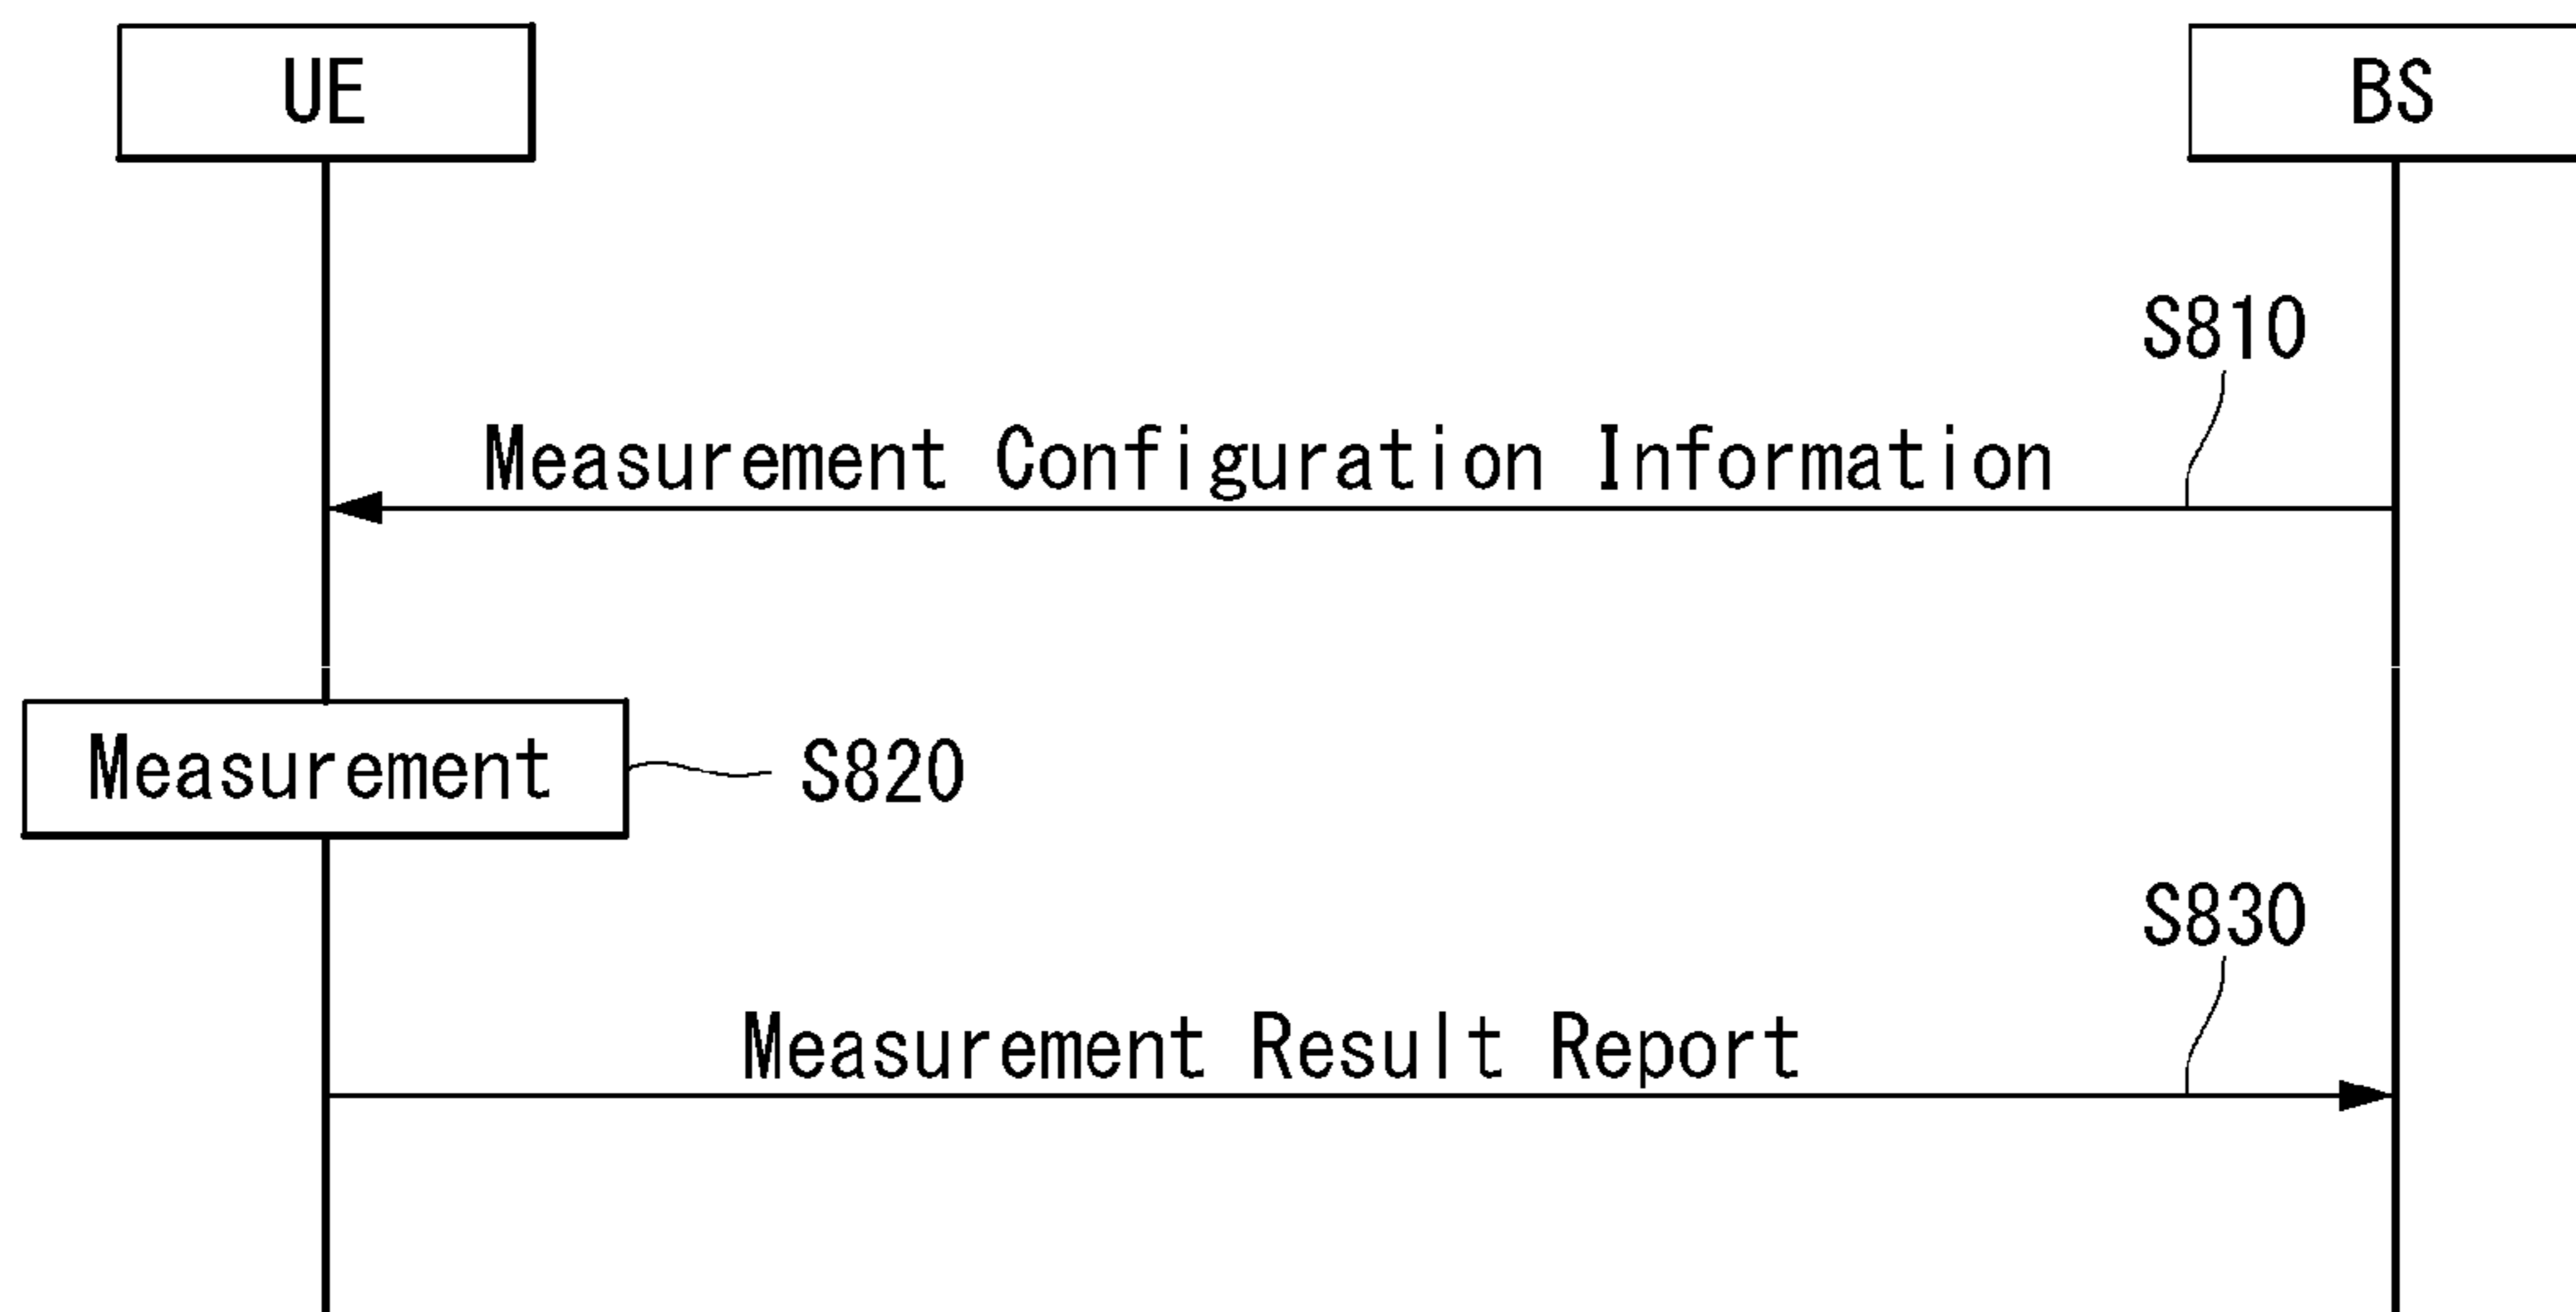 UE
BS
S810
Measurement Configuration Information
Measurement
S820
S830
Measurement Result Report